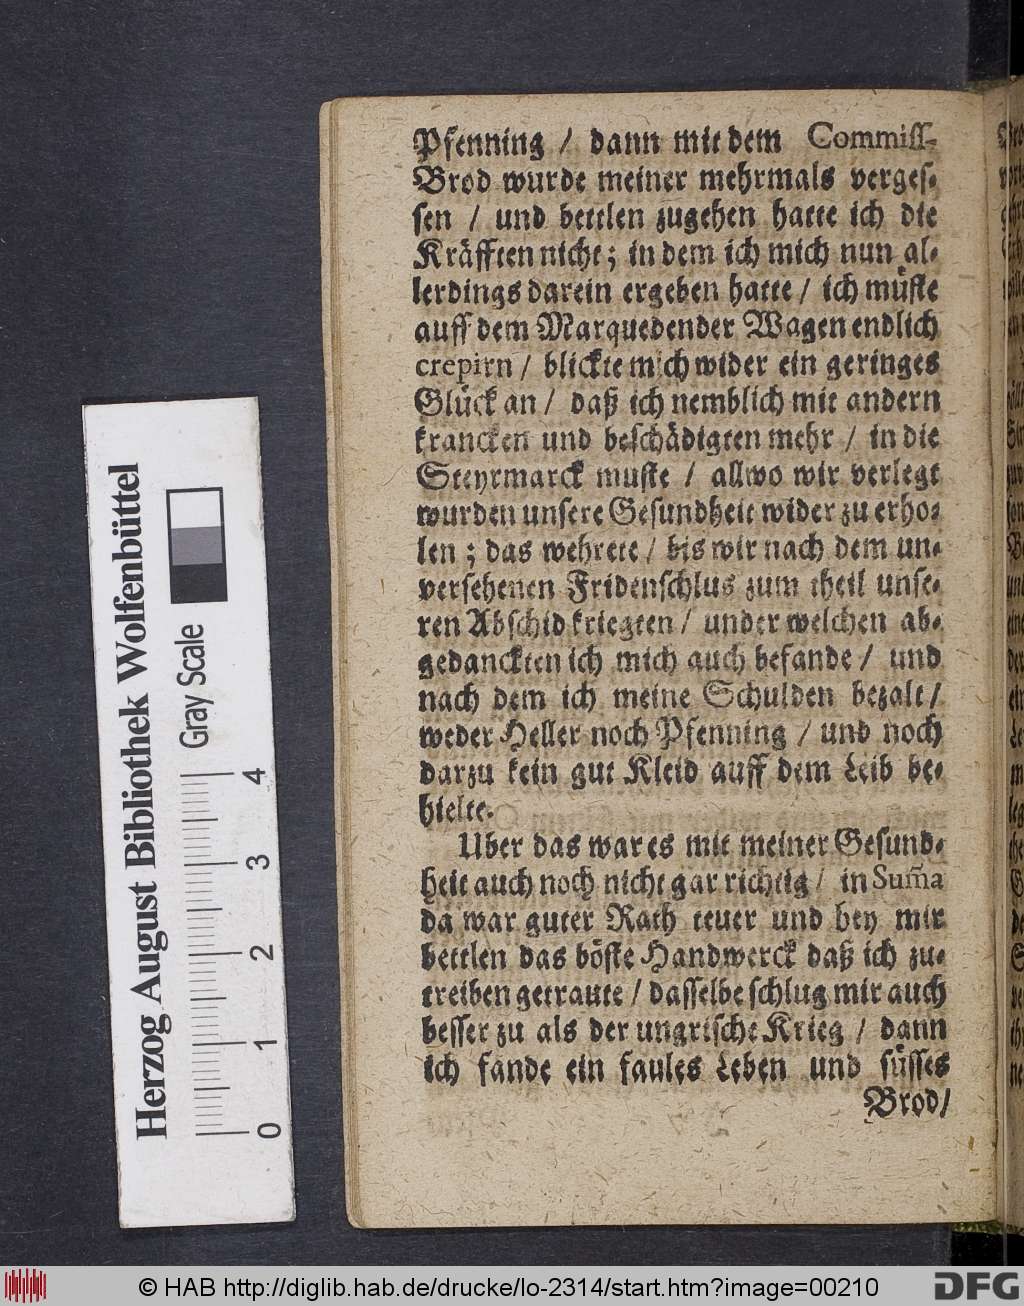 Pfenning / dann mit dem Commiſſ-
Brod wurde meiner mehrmals vergeſ-
ſen / und bettlen zugehen hatte ich die
Kräfften nicht; in dem ich mich nun al-
lerdings darein ergeben hatte / ich müſte
auff dem Marquedender Wagen endlich
crepirn / blickte mich wider ein geringes
Glück an / daß ich nemblich mit andern
krancken und beſchädigten mehr / in die
Steyrmarck muſte / allwo wir verlegt
wurden unſere Geſundheit wider zu erho-
len ; das wehrete / bis wir nach dem un-
verſehenen Fridenſchlus zum theil unſe-
ren Abſchid kriegten / under welchen ab-
gedanckten ich mich auch befande / und
nach dem ich meine Schulden bezalt /
weder Heller noch Pfenning / und noch
darzu kein gut Kleid auff dem Leib be-
hielte.
Uber das war es mit meiner Geſund-
heit auch noch nicht gar richtig / in Sum̃a
da war guter Rath teuer und bey mir
bettlen das böſte Handwerck daß ich zu-
treiben getraute / daſſelbe ſchlug mir auch
beſſer zu als der ungriſche Krieg / dann
ich fande ein faules Leben und ſüſſes
Brod /
Herzog August Bibliothek Wolfenbüttel
Gray Scale
0 1 2 3 4
© HAB http://diglib.hab.de/drucke/lo-2314/start.htm?image=00210
DFG